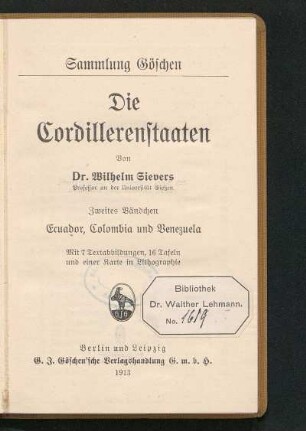 Sammlung Göschen
Die
Cordillerenstaaten
Von
Dr. Wilhelm Sievers
Professor an der Universität Gießen
Zweites Bändchen
Ecuador, Colombia und Venezuela
Mit 7 Textabbildungen, 16 Tafeln
und einer Karte in Lithographie
Bibliothek
Dr. Walther Lehmann.
No. 1619
Berlin und Leipzig
G. J. Göschen'sche Verlagshandlung G. m. b. H.
1913